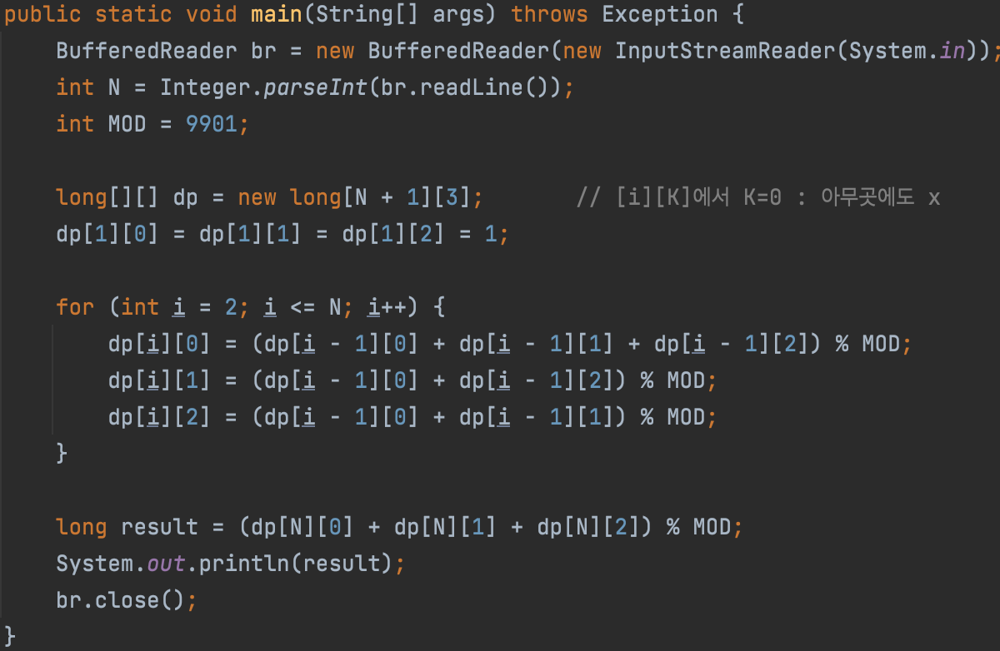 public static void main(String[] args) throws Exception {
    BufferedReader br = new BufferedReader(new InputStreamReader(System.in));
    int N = Integer.parseInt(br.readLine());
    int MOD = 9901;
    long[][] dp = new long[N + 1][3];       // [i][K]에서 K=0 : 아무곳에도 x
    dp[1][0] = dp[1][1] = dp[1][2] = 1;
    for (int i = 2; i <= N; i++) {
        dp[i][0] = (dp[i - 1][0] + dp[i - 1][1] + dp[i - 1][2]) % MOD;
        dp[i][1] = (dp[i - 1][0] + dp[i - 1][2]) % MOD;
        dp[i][2] = (dp[i - 1][0] + dp[i - 1][1]) % MOD;
    }
    long result = (dp[N][0] + dp[N][1] + dp[N][2]) % MOD;
    System.out.println(result);
    br.close();
}